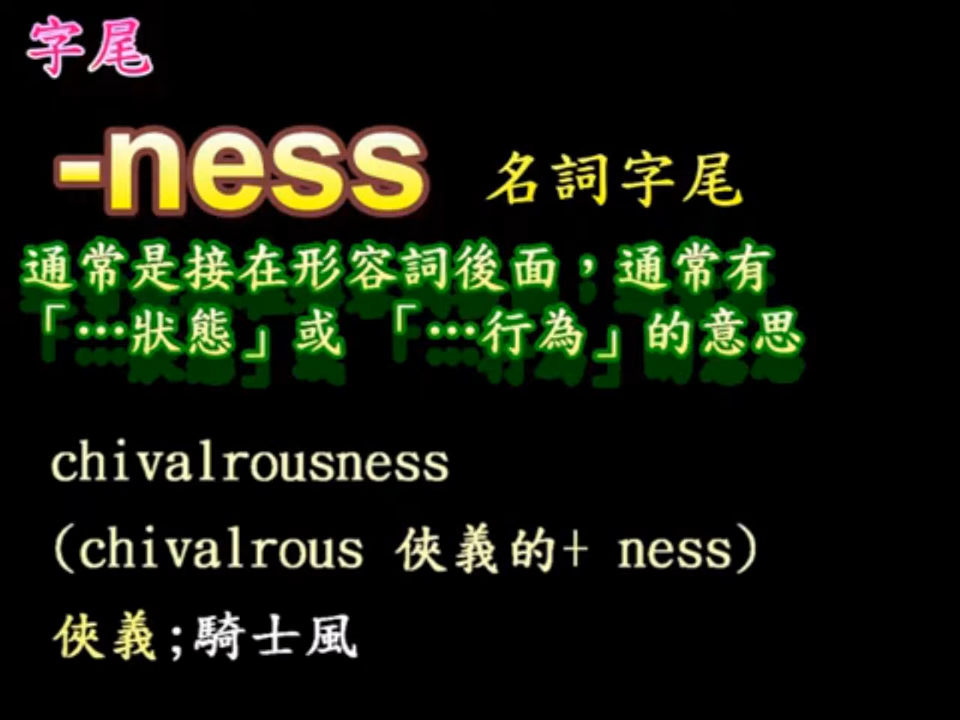 字尾
-ness 名詞字尾
通常是接在形容詞後面，通常有
「…狀態」或 「…行為」的意思
chivalrousness
(chivalrous 俠義的+ ness)
俠義;騎士風